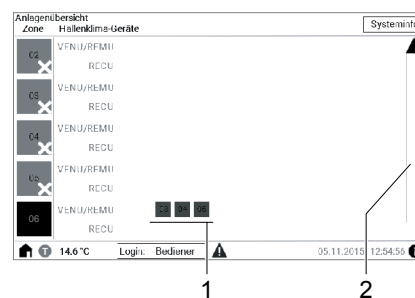 Anlagenübersicht
Zone Hallenklima-Geräte
Systeminfo
02 VENU/REMU
RECU
03 VENU/REMU
RECU
04 VENU/REMU
RECU
05 VENU/REMU
RECU
06 VENU/REMU 03 04 06
RECU
T 14.6 °C Login: Bediener 05.11.2015 12:54:56
1 2